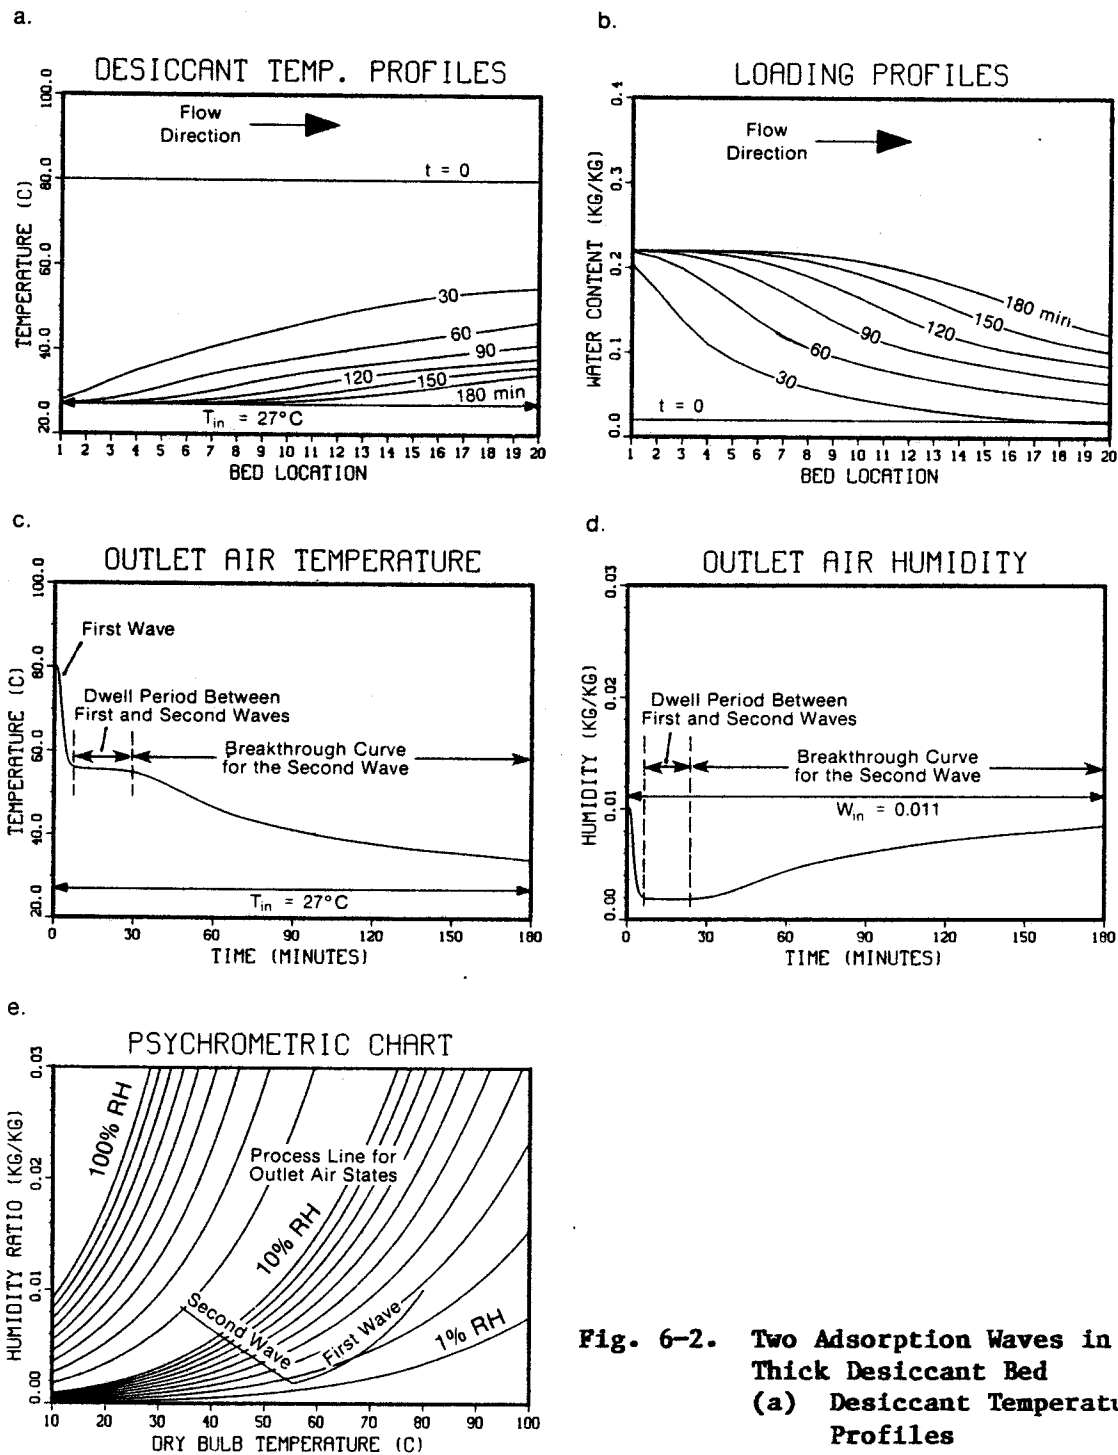 a.
DESICCANT TEMP. PROFILES
100.0
80.0
60.0
40.0
20.0
TEMPERATURE (C)
Flow
Direction
t = 0
30
60
90
120
150
180 min
T_in = 27°C
1 2 3 4 5 6 7 8 9 10 11 12 13 14 15 16 17 18 19 20
BED LOCATION
b.
LOADING PROFILES
0.4
0.3
0.2
0.1
0.0
WATER CONTENT (KG/KG)
Flow
Direction
180 min
150
120
90
60
30
t = 0
1 2 3 4 5 6 7 8 9 10 11 12 13 14 15 16 17 18 19 20
BED LOCATION
c.
OUTLET AIR TEMPERATURE
100.0
80.0
60.0
40.0
20.0
TEMPERATURE (C)
First Wave
Dwell Period Between
First and Second Waves
Breakthrough Curve
for the Second Wave
T_in = 27°C
0 30 60 90 120 150 180
TIME (MINUTES)
d.
OUTLET AIR HUMIDITY
0.03
0.02
0.01
0.00
HUMIDITY (KG/KG)
Dwell Period Between
First and Second Waves
Breakthrough Curve
for the Second Wave
W_in = 0.011
0 30 60 90 120 150 180
TIME (MINUTES)
e.
PSYCHROMETRIC CHART
0.03
0.02
0.01
0.00
HUMIDITY RATIO (KG/KG)
100% RH
Process Line for
Outlet Air States
10% RH
Second Wave
First Wave
1% RH
10 20 30 40 50 60 70 80 90 100
DRY BULB TEMPERATURE (C)
Fig. 6-2. Two Adsorption Waves in
Thick Desiccant Bed
(a) Desiccant Temperatu
Profiles